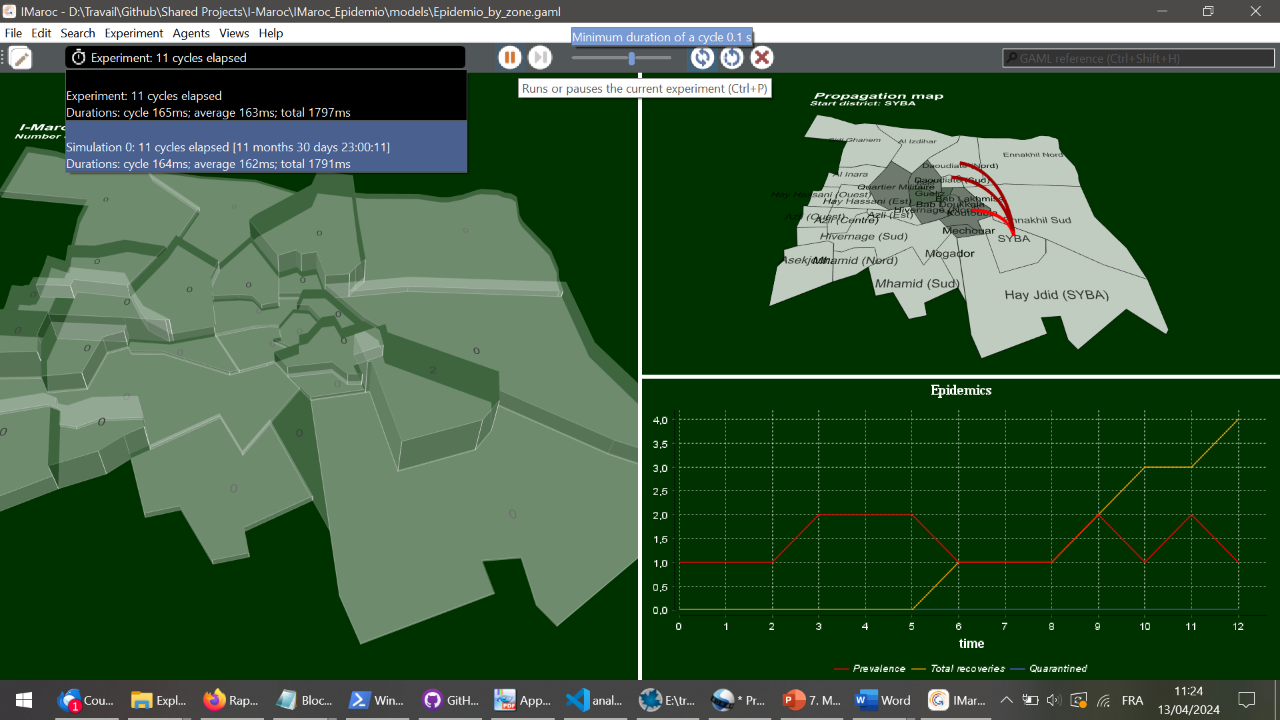 IMaroc - D:\Travail\Github\Shared Projects\I-Maroc\IMaroc_Epidemio\models\Epidemio_by_zone.gaml
File Edit Search Experiment Agents Views Help
Minimum duration of a cycle 0.1 s
Experiment: 11 cycles elapsed
GAML reference (Ctrl+Shift+H)
Runs or pauses the current experiment (Ctrl+P)
Experiment: 11 cycles elapsed
Durations: cycle 165ms; average 163ms; total 1797ms
Simulation 0: 11 cycles elapsed [11 months 30 days 23:00:11]
Durations: cycle 164ms; average 162ms; total 1791ms
I-Maroc
Number
0 0 0 0 0 0 0 0 0 0 0 0 0 0 0 0
2
0 0 0 0 0
Propagation map
Start district: SYBA
Sidi Ghanem
Al Izdihar
Ennakhil Nord
Daoudiate (Nord)
Al Inara
Daoudiate (Sud)
Quartier Militaire
Hay Hassani (Ouest)
Gueliz
Bab Lakhmis
Hay Hassani (Est)
Bab Doukkala
Hivernage (Nord)
Koutoubia
Azli (Ouest)
Azli (Centre)
Azli (Est)
Ennakhil Sud
Mechouar
Hivernage (Sud)
SYBA
Mogador
Asekjour
Mhamid (Nord)
Mhamid (Sud)
Hay Jdid (SYBA)
Epidemics
4,0
3,5
3,0
2,5
2,0
1,5
1,0
0,5
0,0
0 1 2 3 4 5 6 7 8 9 10 11 12
time
Prevalence Total recoveries Quarantined
1
Cou... Expl... Rap... Bloc... Win... GitH... App... anal... E:\tr... * Pr... 7. M... Word IMar...
FRA
11:24
13/04/2024